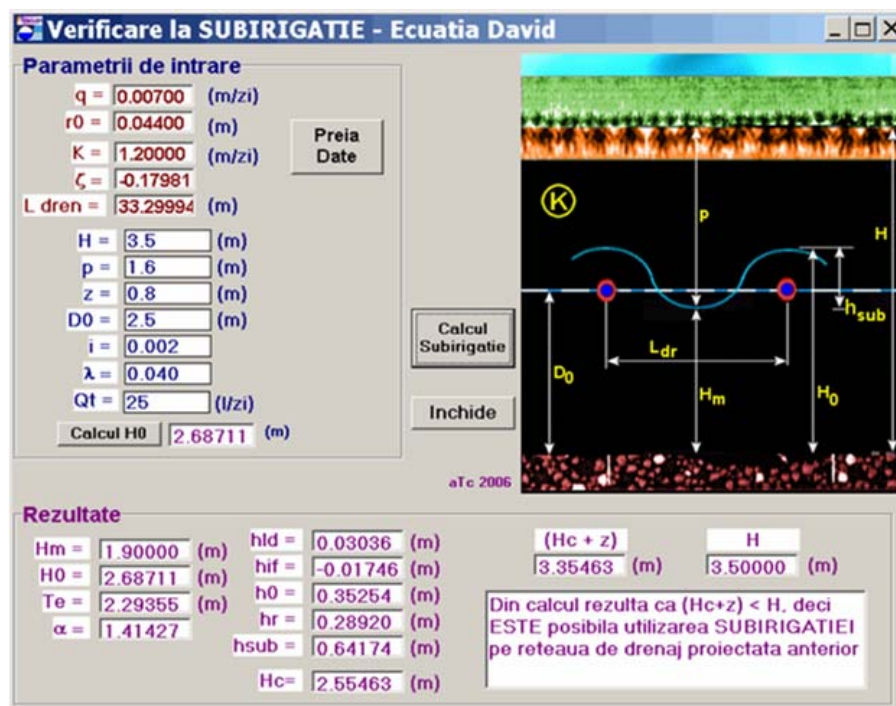 Verificare la SUBIRIGATIE - Ecuatia David
Parametrii de intrare
q = 0.00700 (m/zi)
r0 = 0.04400 (m)
K = 1.20000 (m/zi)
ζ = -0.17981
L dren = 33.29994 (m)
Preia
Date
H = 3.5 (m)
p = 1.6 (m)
z = 0.8 (m)
D0 = 2.5 (m)
i = 0.002
λ = 0.040
Qt = 25 (l/zi)
Calcul H0 2.68711 (m)
Calcul
Subirigatie
Inchide
aTc 2006
K
p
H
hsub
Ldr
D0
Hm
H0
Rezultate
Hm = 1.90000 (m)
H0 = 2.68711 (m)
Te = 2.29355 (m)
α = 1.41427
hld = 0.03036 (m)
hif = -0.01746 (m)
h0 = 0.35254 (m)
hr = 0.28920 (m)
hsub = 0.64174 (m)
Hc= 2.55463 (m)
(Hc + z) H
3.35463 (m) 3.50000 (m)
Din calcul rezulta ca (Hc+z) < H, deci
ESTE posibila utilizarea SUBIRIGATIEI
pe reteaua de drenaj proiectata anterior